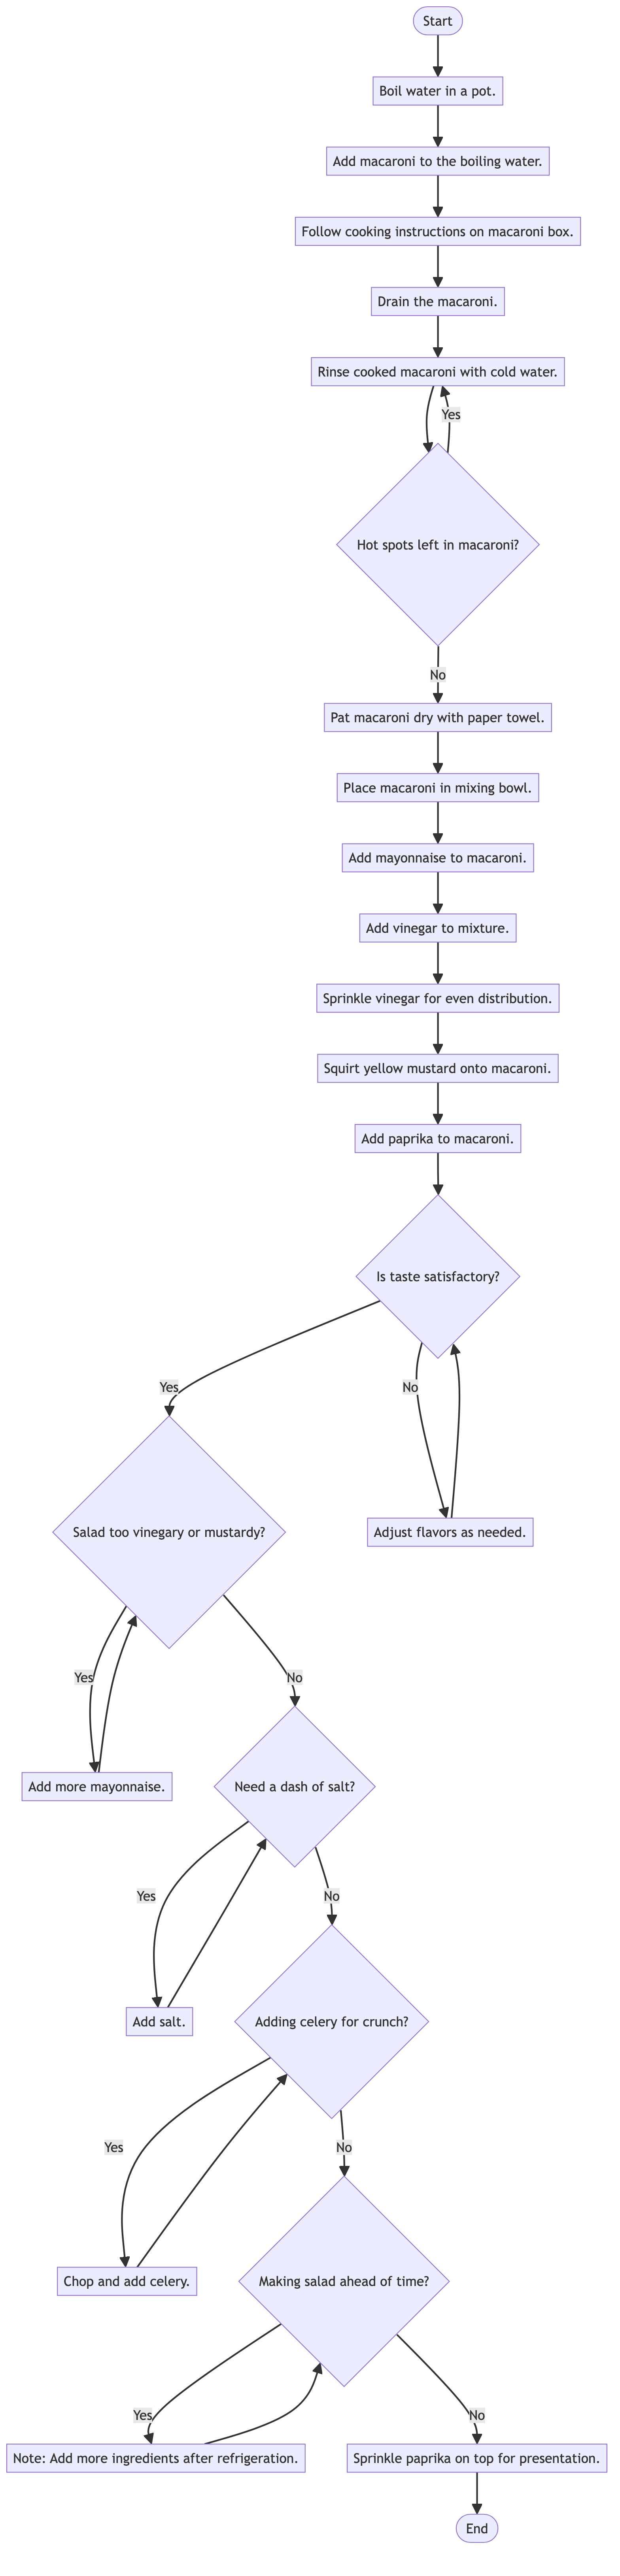 Start
Boil water in a pot.
Add macaroni to the boiling water.
Follow cooking instructions on macaroni box.
Drain the macaroni.
Rinse cooked macaroni with cold water.
Yes
Hot spots left in macaroni?
No
Pat macaroni dry with paper towel.
Place macaroni in mixing bowl.
Add mayonnaise to macaroni.
Add vinegar to mixture.
Sprinkle vinegar for even distribution.
Squirt yellow mustard onto macaroni.
Add paprika to macaroni.
Is taste satisfactory?
Yes
No
Salad too vinegary or mustardy?
Adjust flavors as needed.
Yes
No
Add more mayonnaise.
Need a dash of salt?
Yes
No
Add salt.
Adding celery for crunch?
Yes
No
Chop and add celery.
Making salad ahead of time?
Yes
No
Note: Add more ingredients after refrigeration.
Sprinkle paprika on top for presentation.
End